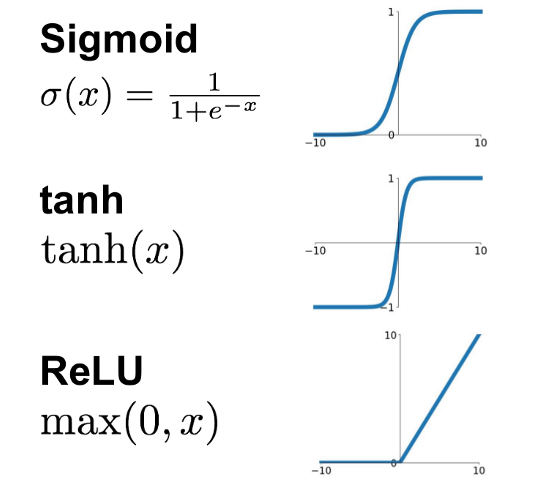 Sigmoid
σ(x) = 1/(1+e^{-x})
1
0
−10
10
tanh
tanh(x)
1
−10
10
−1
ReLU
max(0, x)
10
0
−10
10